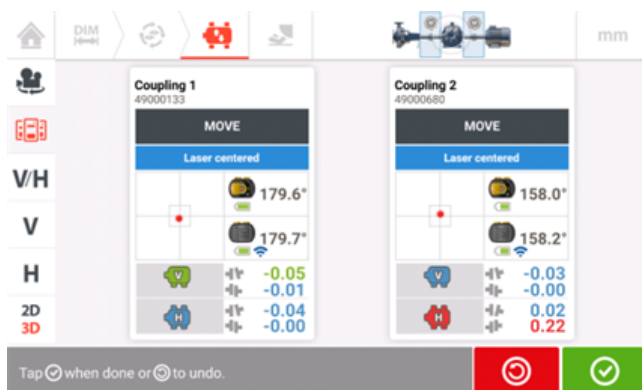 DIM
mm
Coupling 1
49000133
MOVE
Laser centered
179.6°
179.7°
V
-0.05
-0.01
H
-0.04
-0.00
Coupling 2
49000680
MOVE
Laser centered
158.0°
158.2°
V
-0.03
-0.00
H
0.02
0.22
V/H
V
H
2D
3D
Tap when done or to undo.